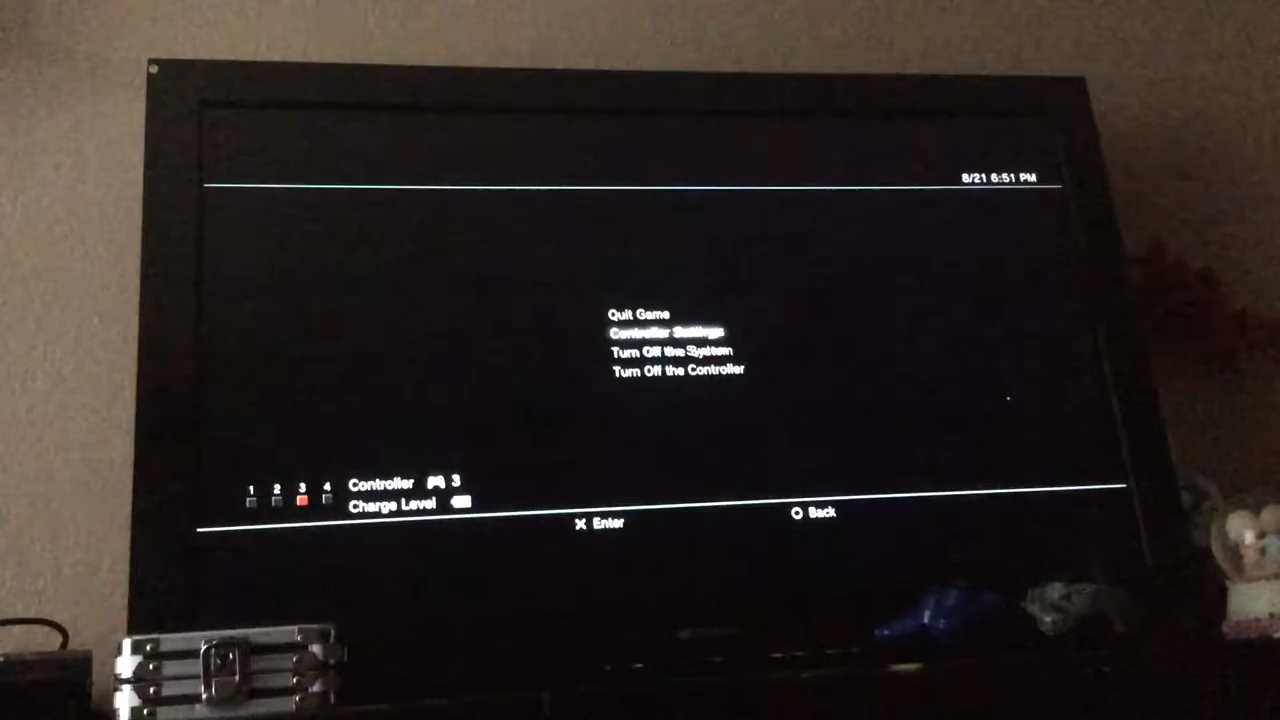 8/21 6:51 PM
Quit Game
Controller Settings
Turn Off the System
Turn Off the Controller
1 2 3 4
Controller 3
Charge Level
X Enter
O Back